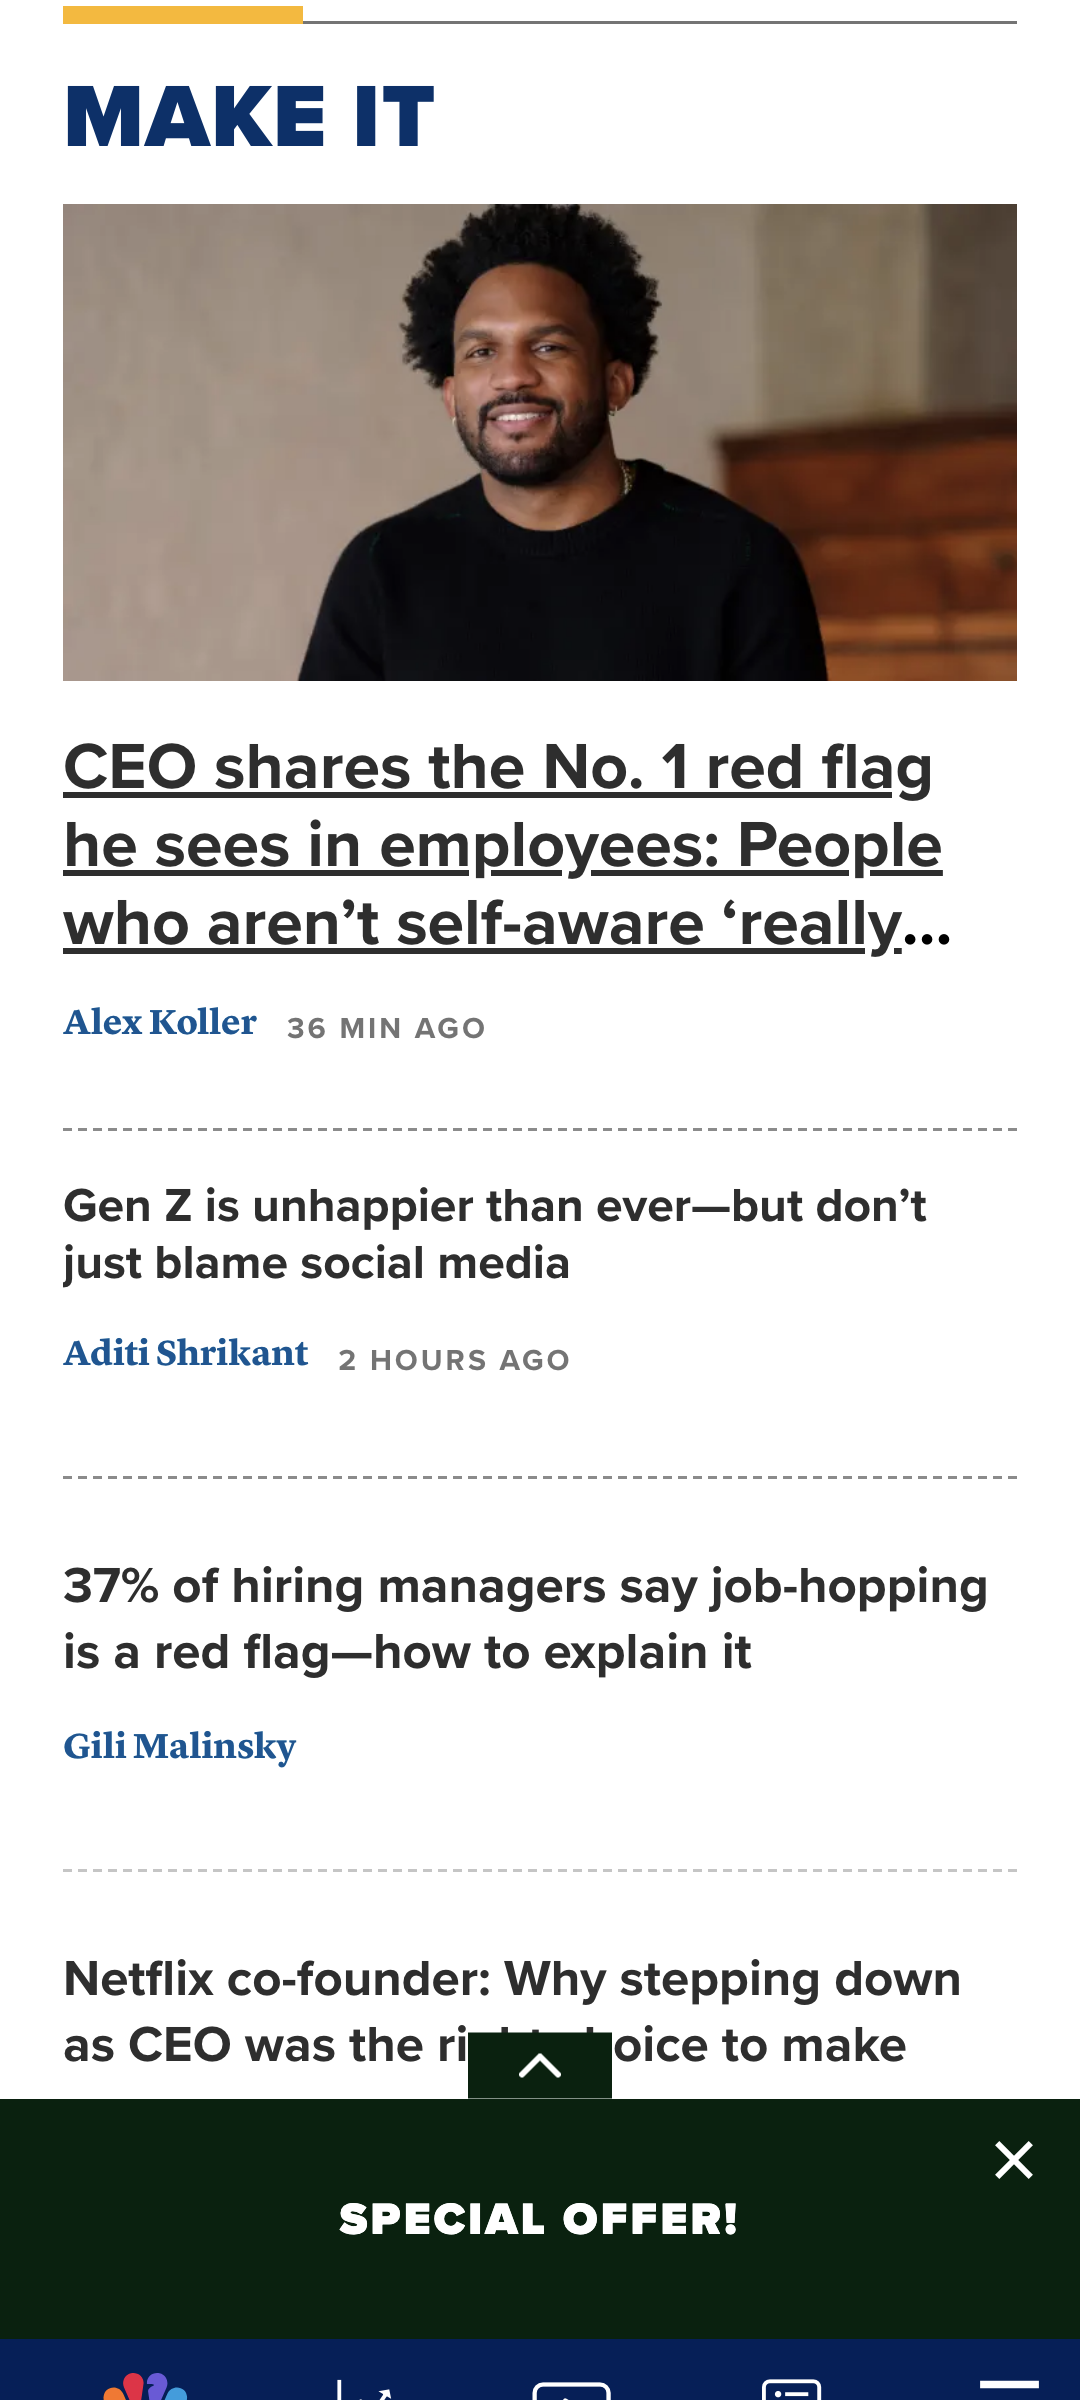 MAKE IT
CEO shares the No. 1 red flag
he sees in employees: People
who aren’t self-aware ‘really...
Alex Koller 36 MIN AGO
Gen Z is unhappier than ever—but don’t
just blame social media
Aditi Shrikant 2 HOURS AGO
37% of hiring managers say job-hopping
is a red flag—how to explain it
Gili Malinsky
Netflix co-founder: Why stepping down
as CEO was the to make
SPECIAL OFFER!